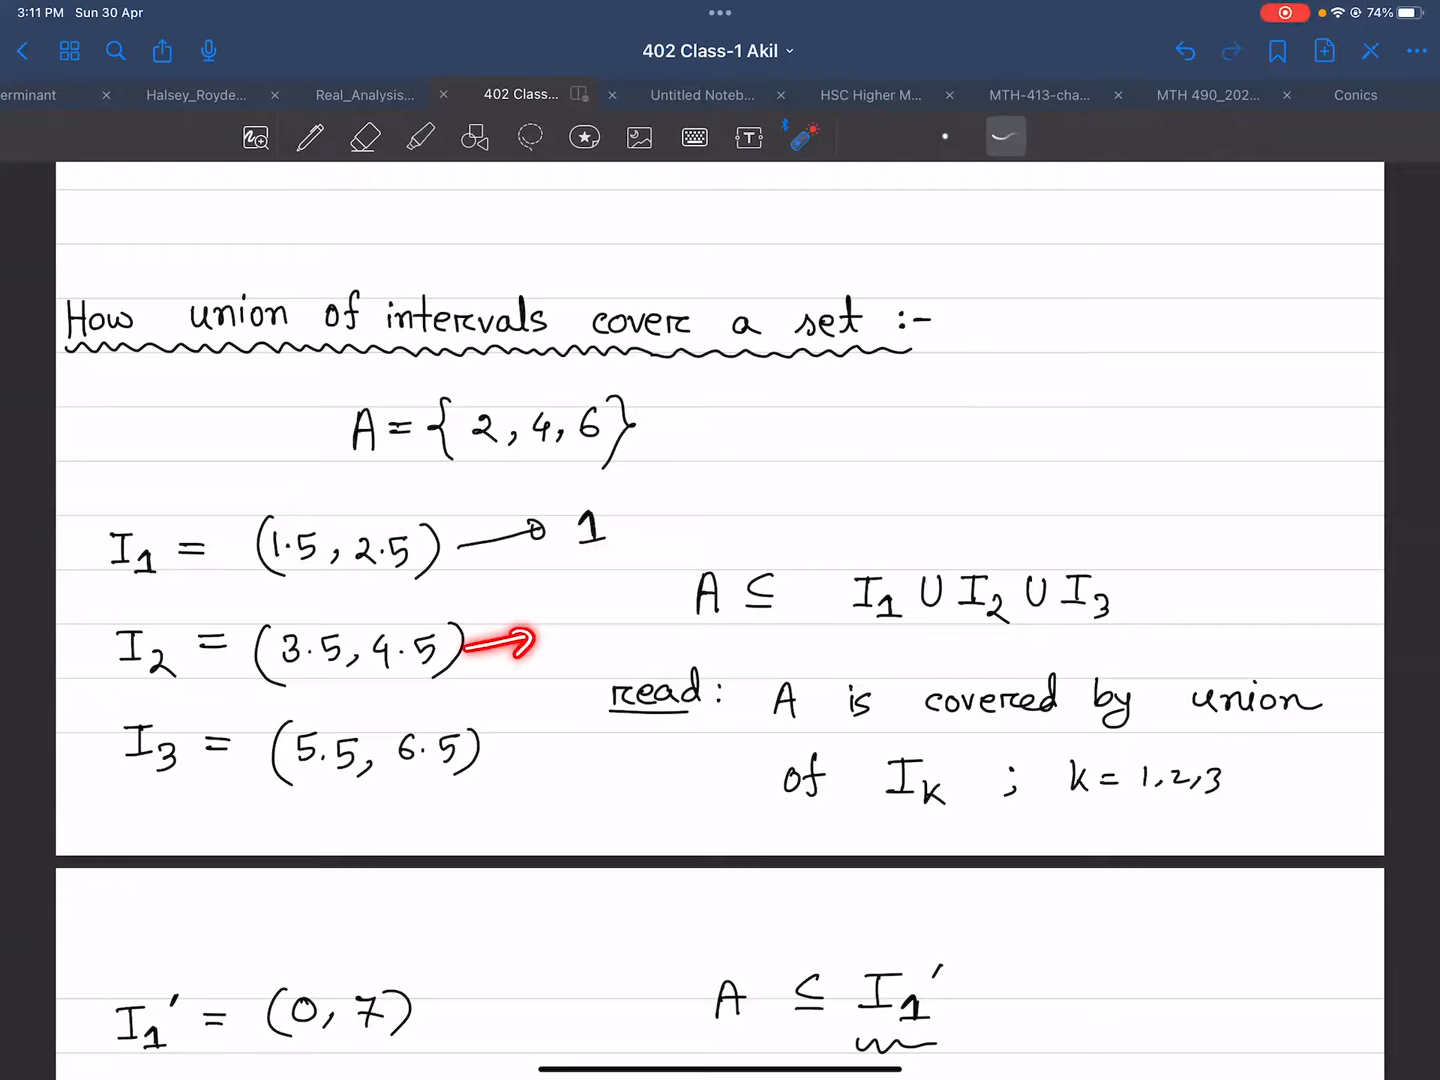 3:11 PM Sun 30 Apr
74%
402 Class-1 Akil
erminant
Halsey_Royde...
Real_Analysis...
402 Class...
Untitled Noteb...
HSC Higher M...
MTH-413-cha...
MTH 490_202...
Conics
How union of intervals cover a set :-
A = { 2, 4, 6 }
I₁ = (1.5, 2.5) → 1
A ⊆ I₁ ∪ I₂ ∪ I₃
I₂ = (3.5, 4.5) →
read: A is covered by union
I₃ = (5.5, 6.5)
of Iₖ ; k = 1,2,3
I₁′ = (0, 7)
A ⊆ I₁′